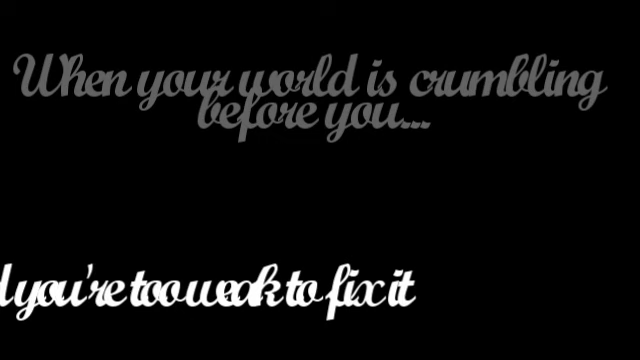 When your world is crumbling
before you...
you're too weak to fix it